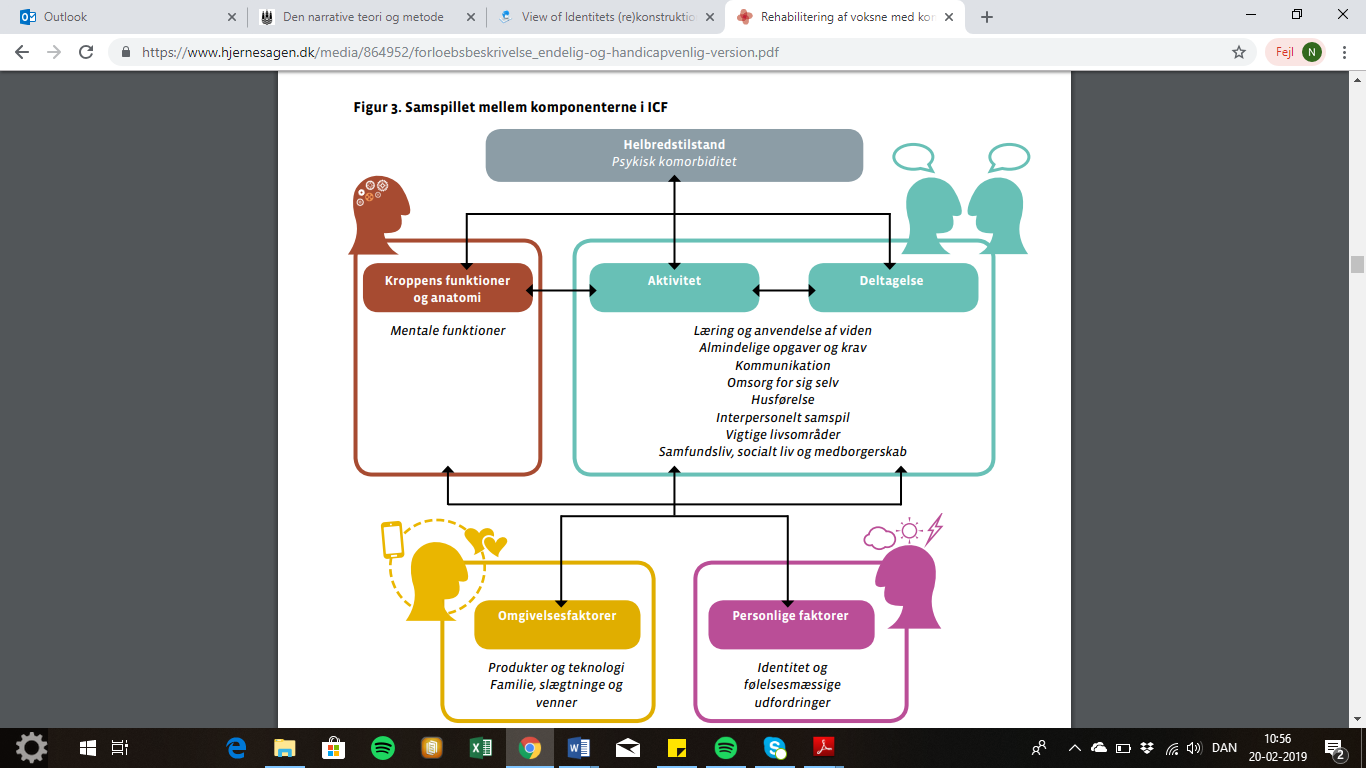 Outlook
Den narrative teori og metode
View of Identitets (re)konstruktio
Rehabilitering af voksne med ko
https://www.hjernesagen.dk/media/864952/forloebsbeskrivelse_endelig-og-handicapvenlig-version.pdf
Fejl
N
Figur 3. Samspillet mellem komponenterne i ICF
Helbredstilstand
Psykisk komorbiditet
Kroppens funktioner
og anatomi
Aktivitet
Deltagelse
Mentale funktioner
Læring og anvendelse af viden
Almindelige opgaver og krav
Kommunikation
Omsorg for sig selv
Husførelse
Interpersonelt samspil
Vigtige livsområder
Samfundsliv, socialt liv og medborgerskab
Omgivelsesfaktorer
Personlige faktorer
Produkter og teknologi
Familie, slægtninge og
venner
Identitet og
følelsesmæssige
udfordringer
DAN
10:56
20-02-2019
2